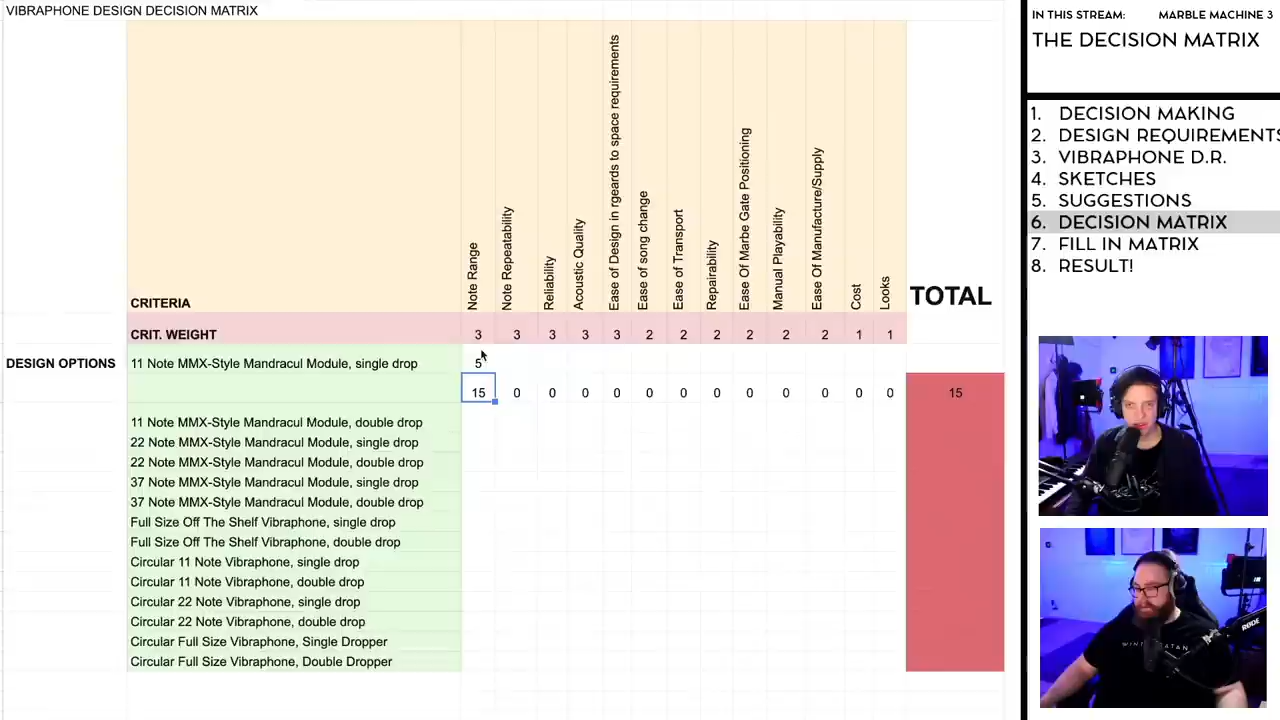 VIBRAPHONE DESIGN DECISION MATRIX
Note Range
Note Repeatability
Reliability
Acoustic Quality
Ease of Design in rgeards to space requirements
Ease of song change
Ease of Transport
Repairability
Ease Of Marbe Gate Positioning
Manual Playability
Ease Of Manufacture/Supply
Cost
Looks
CRITERIA
TOTAL
CRIT. WEIGHT 3 3 3 3 3 2 2 2 2 2 2 1 1
DESIGN OPTIONS 11 Note MMX-Style Mandracul Module, single drop 5
15 0 0 0 0 0 0 0 0 0 0 0 0 15
11 Note MMX-Style Mandracul Module, double drop
22 Note MMX-Style Mandracul Module, single drop
22 Note MMX-Style Mandracul Module, double drop
37 Note MMX-Style Mandracul Module, single drop
37 Note MMX-Style Mandracul Module, double drop
Full Size Off The Shelf Vibraphone, single drop
Full Size Off The Shelf Vibraphone, double drop
Circular 11 Note Vibraphone, single drop
Circular 11 Note Vibraphone, double drop
Circular 22 Note Vibraphone, single drop
Circular 22 Note Vibraphone, double drop
Circular Full Size Vibraphone, Single Dropper
Circular Full Size Vibraphone, Double Dropper
IN THIS STREAM: MARBLE MACHINE 3
THE DECISION MATRIX
1. DECISION MAKING
2. DESIGN REQUIREMENTS
3. VIBRAPHONE D.R.
4. SKETCHES
5. SUGGESTIONS
6. DECISION MATRIX
7. FILL IN MATRIX
8. RESULT!
RØDE